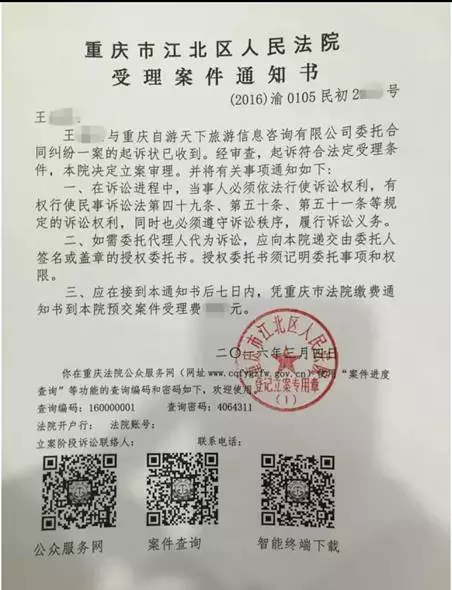 重庆市江北区人民法院
受理案件通知书
(2016)渝0105民初2 号
王
王 与重庆自游天下旅游信息咨询有限公司委托合
同纠纷一案的起诉状已收到。经审查,起诉符合法定受理条
件,本院决定立案审理。并将有关事项通知如下:
一、在诉讼进程中,当事人必须依法行使诉讼权利,有
权行使民事诉讼法第四十九条、第五十条、第五十一条等规
定的诉讼权利,同时也必须遵守诉讼秩序,履行诉讼义务。
二、如需委托代理人代为诉讼,应向本院递交由委托人
签名或盖章的授权委托书。授权委托书须记明委托事项和权
限。
三、应在接到本通知书后七日内,凭重庆市法院缴费通
知书到本院预交案件受理费 元。
重庆市江北区人民法院
二〇一六年三月四日
登记立案专用章
(1)
你在重庆法院公众服务网(网址www.cqfygzfw.gov.cn)使用“案件进度
查询”等功能的查询编码和密码如下,欢迎使用。
查询编码:160000001 查询密码:4064311
法院开户行: 法院账号:
立案阶段诉讼联络人: 联系电话:
公众服务网 案件查询 智能终端下载